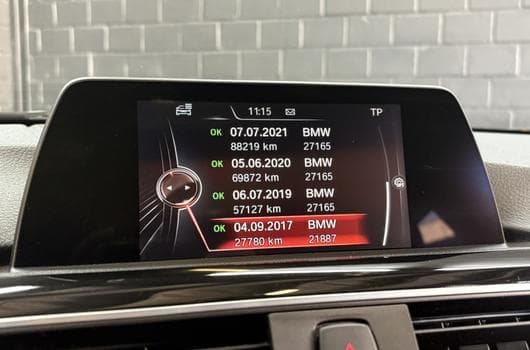 11:15 TP
OK 07.07.2021 BMW
88219 km 27165
OK 05.06.2020 BMW
69872 km 27165
OK 06.07.2019 BMW
57127 km 27165
OK 04.09.2017 BMW
27780 km 21887